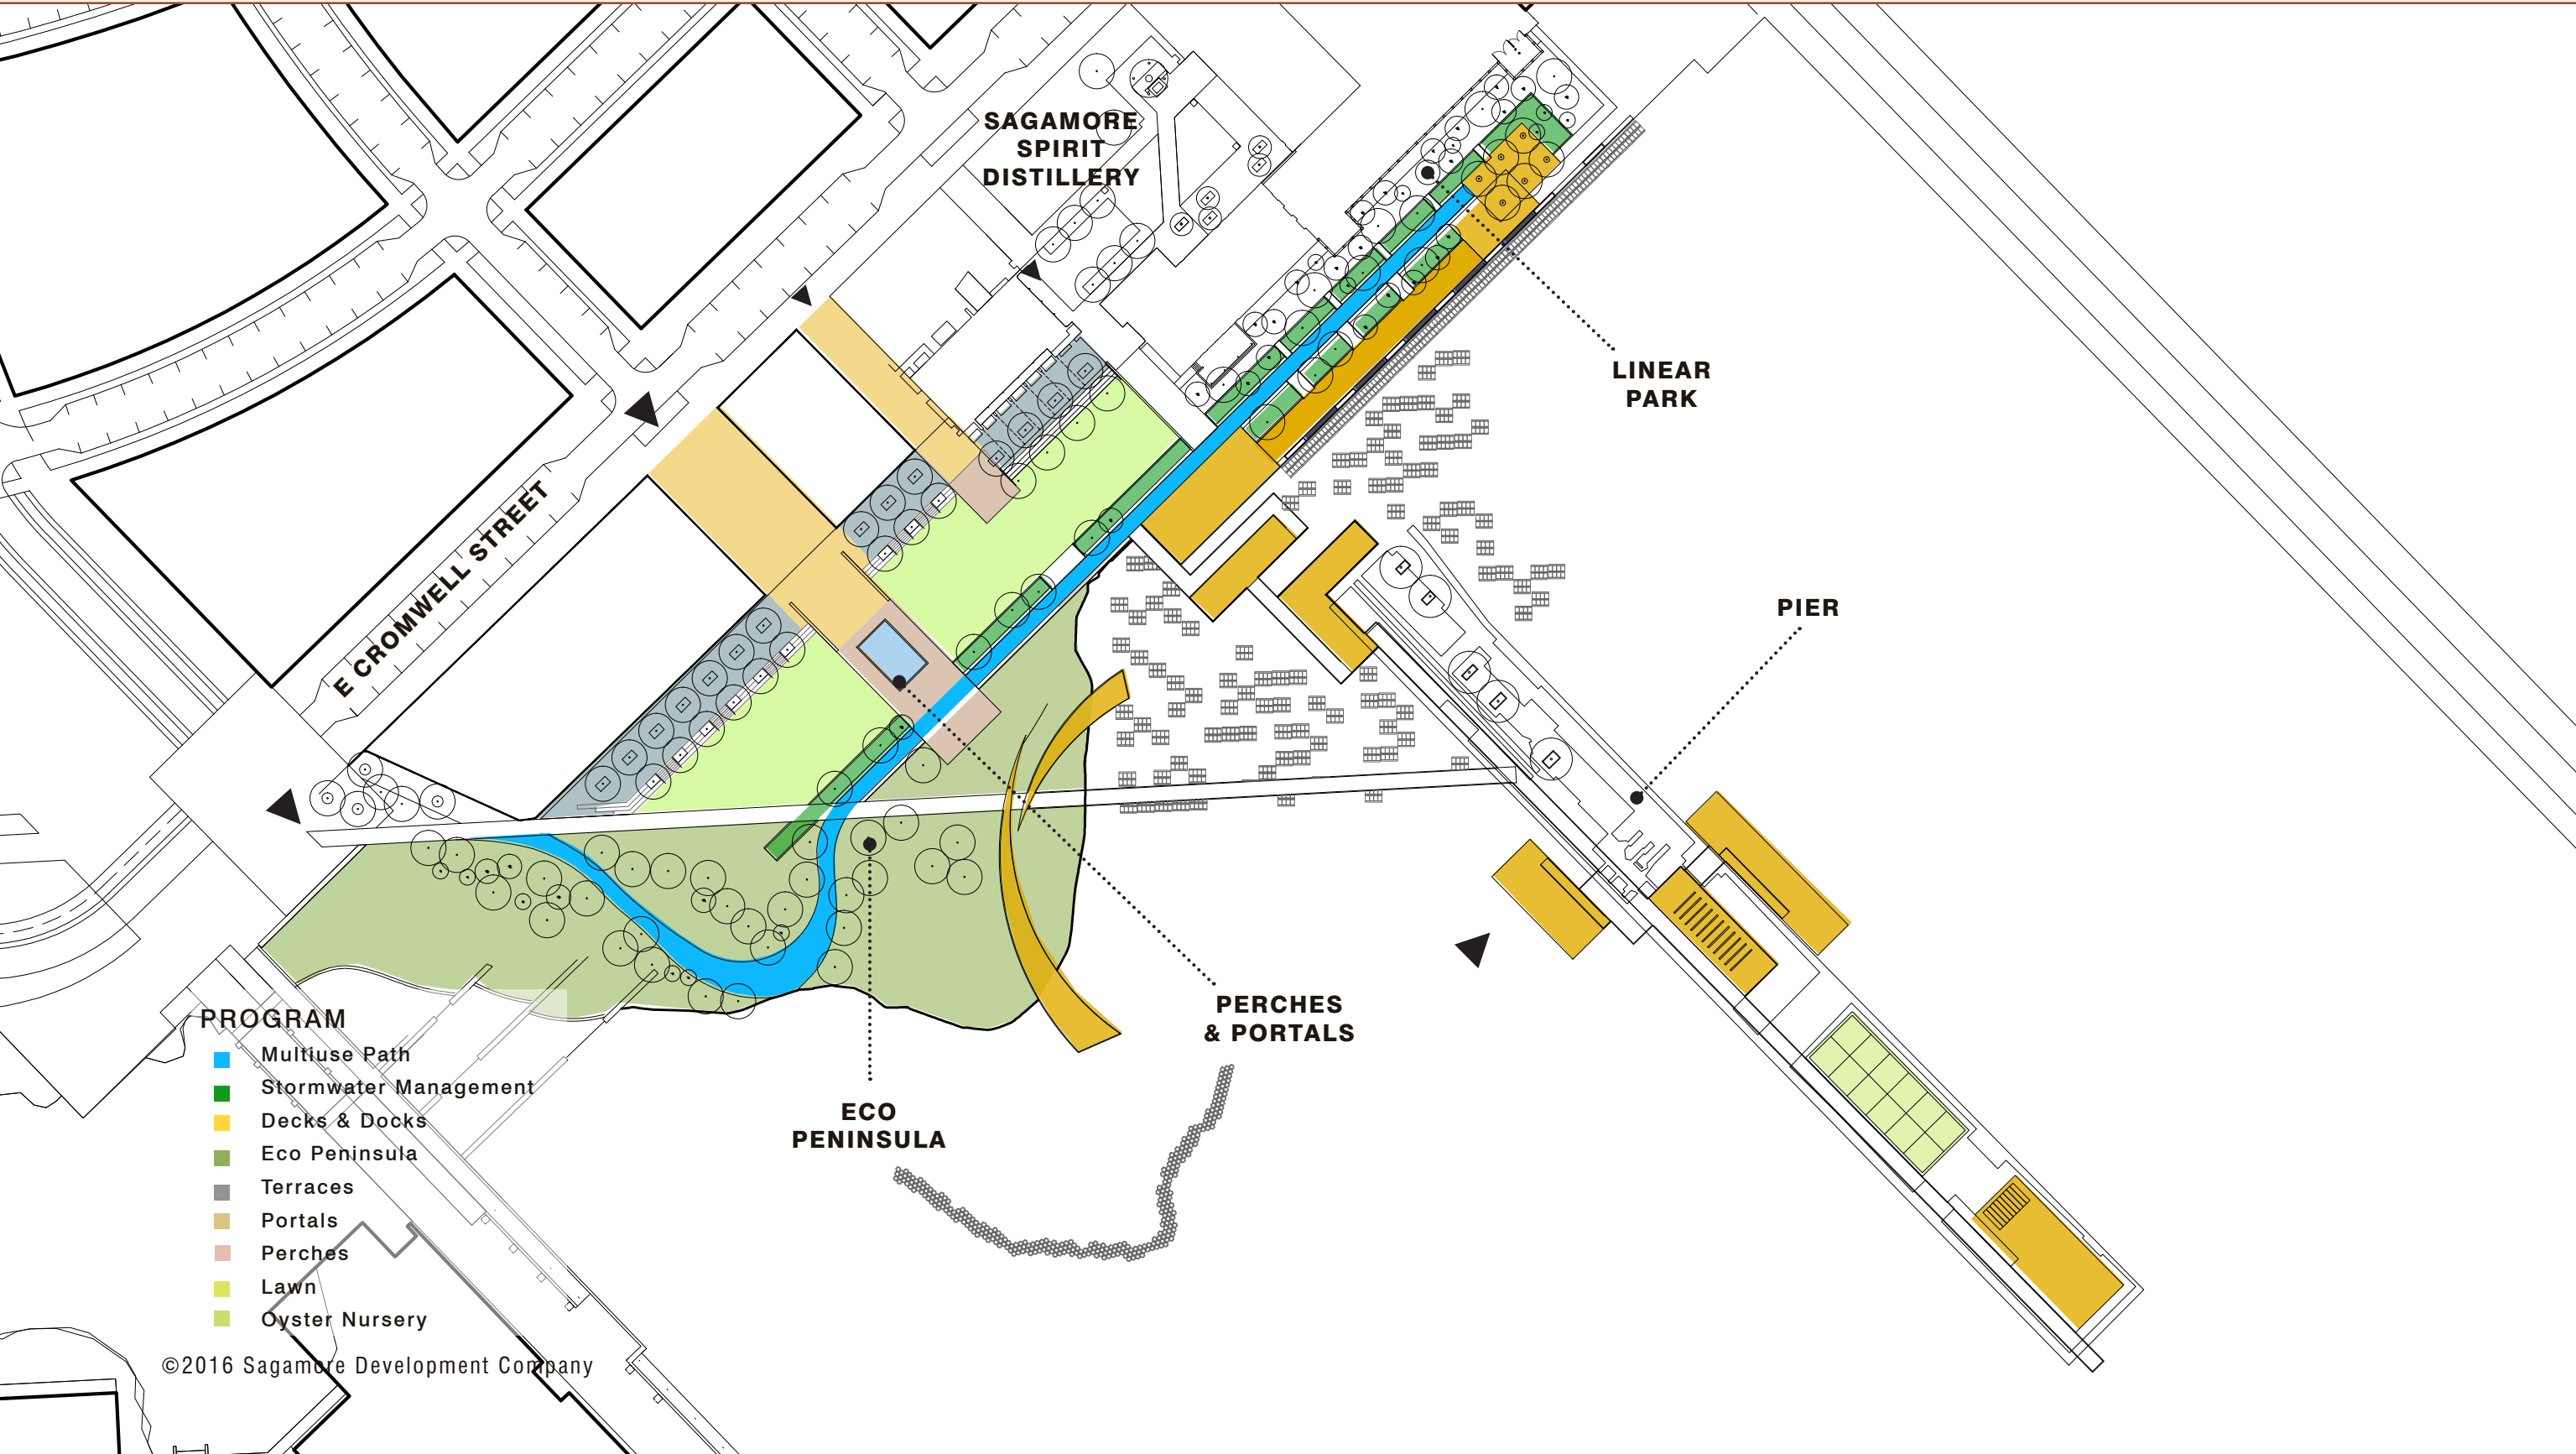 SAGAMORE
SPIRIT
DISTILLERY
LINEAR
PARK
E CROMWELL STREET
PIER
PERCHES
& PORTALS
ECO
PENINSULA
PROGRAM
Multiuse Path
Stormwater Management
Decks & Docks
Eco Peninsula
Terraces
Portals
Perches
Lawn
Oyster Nursery
©2016 Sagamore Development Company